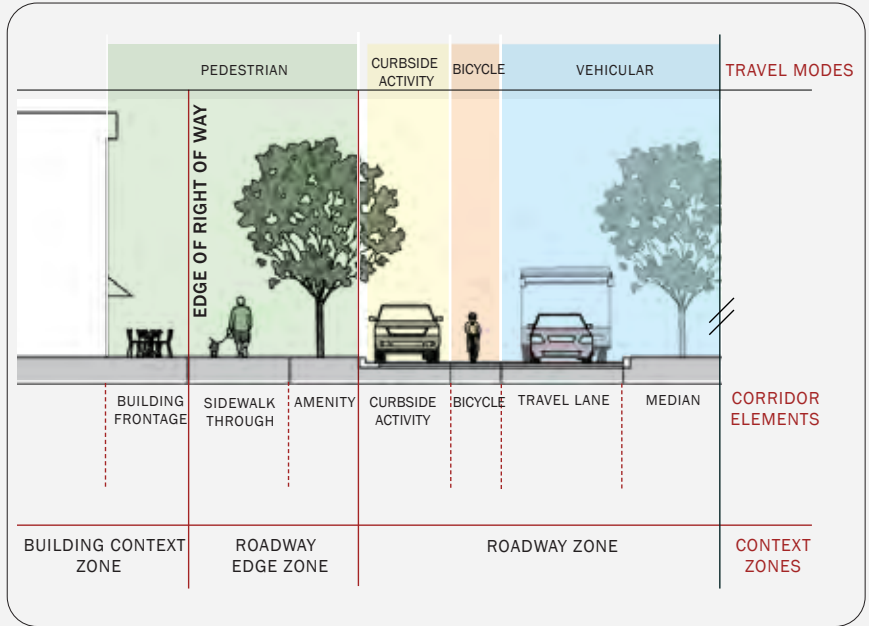 PEDESTRIAN
CURBSIDE
ACTIVITY
BICYCLE
VEHICULAR
TRAVEL MODES
EDGE OF RIGHT OF WAY
BUILDING
FRONTAGE
SIDEWALK
THROUGH
AMENITY
CURBSIDE
ACTIVITY
BICYCLE
TRAVEL LANE
MEDIAN
CORRIDOR
ELEMENTS
BUILDING CONTEXT
ZONE
ROADWAY
EDGE ZONE
ROADWAY ZONE
CONTEXT
ZONES